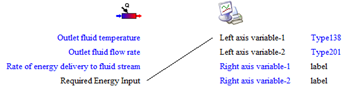 Outlet fluid temperature Left axis variable-1 Type138
Outlet fluid flow rate Left axis variable-2 Type201
Rate of energy delivery to fluid stream Right axis variable-1 label
Required Energy Input Right axis variable-2 label